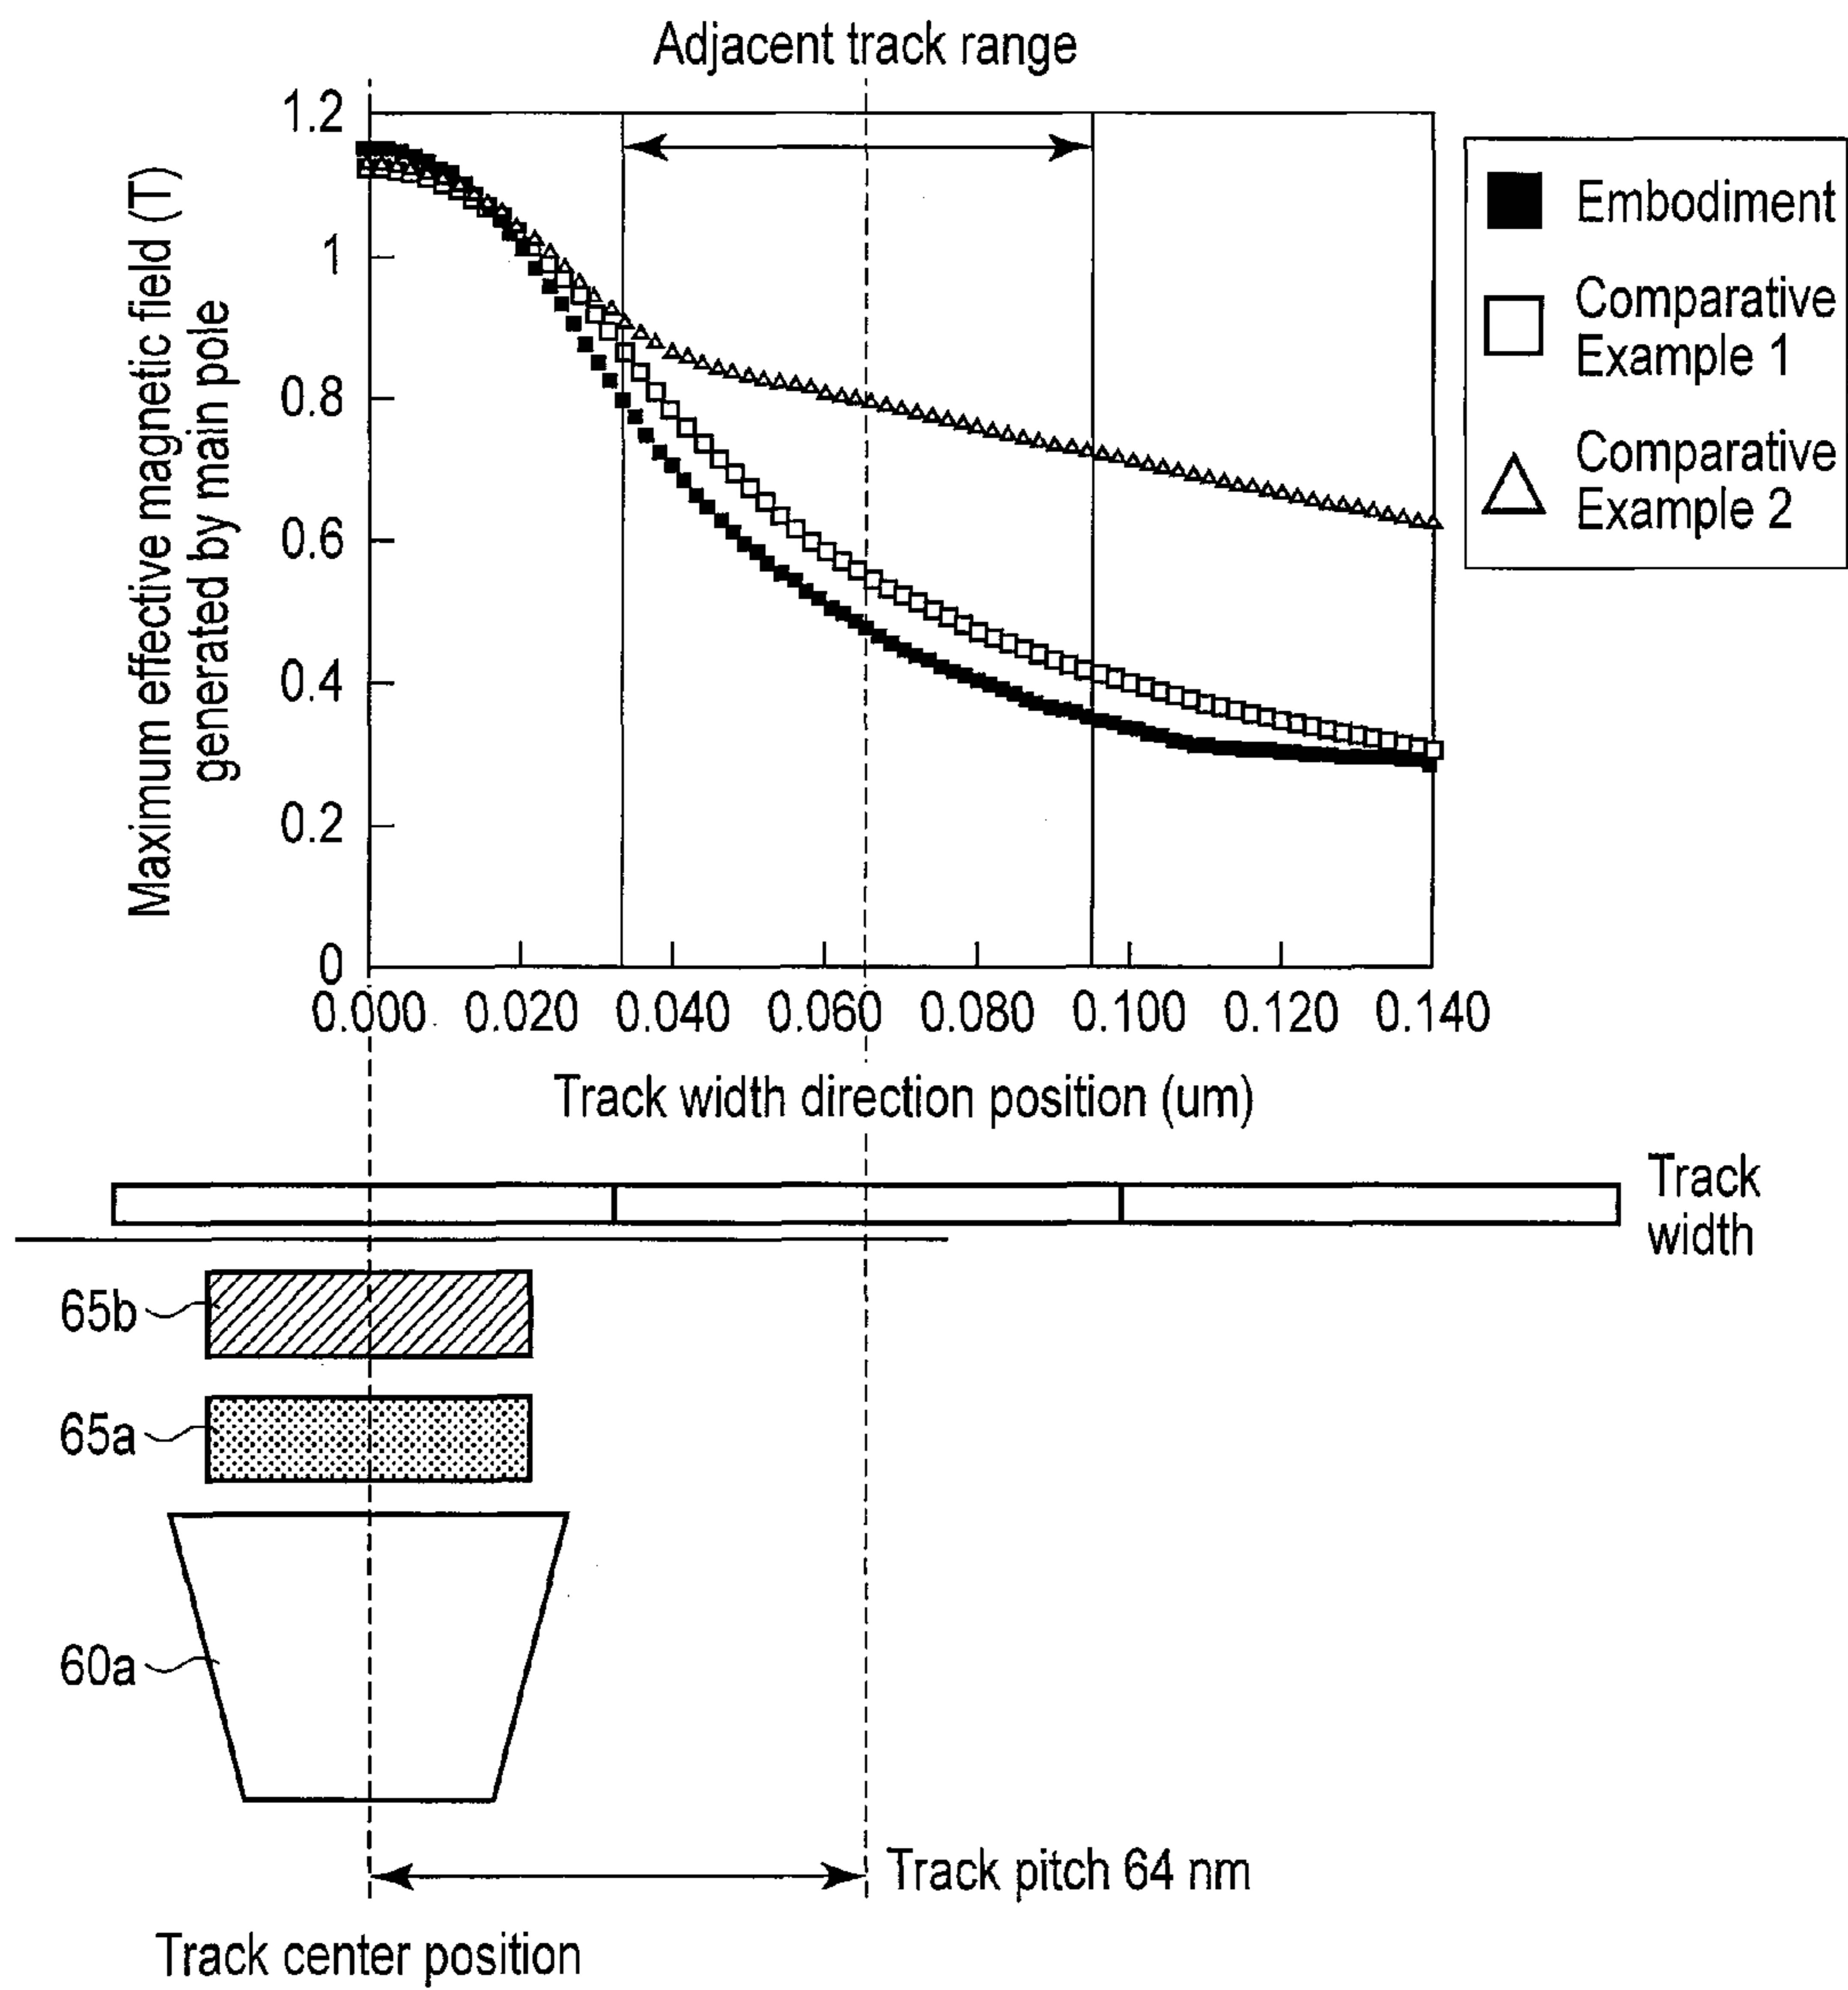 Adjacent track range
Maximum effective magnetic field (T)
generated by main pole
1.2
1
0.8
0.6
0.4
0.2
0
0.000
0.020
0.040
0.060
0.080
0.100
0.120
0.140
Track width direction position (um)
Embodiment
Comparative
Example 1
Comparative
Example 2
Track
width
65b
65a
60a
Track pitch 64 nm
Track center position